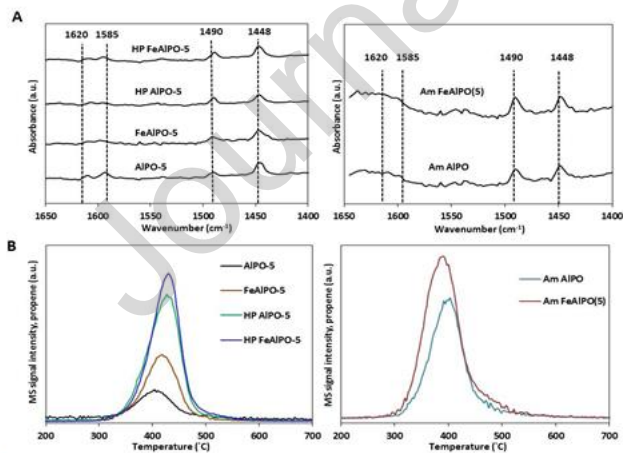 A
1620 1585 1490 1448
HP FeAlPO-5
HP AlPO-5
FeAlPO-5
AlPO-5
Absorbance (a.u.)
1650 1600 1550 1500 1450 1400
Wavenumber (cm-1)
1620 1585 1490 1448
Am FeAlPO(5)
Am AlPO
Absorbance (a.u.)
1650 1600 1550 1500 1450 1400
Wavenumber (cm-1)
Journa
B
AlPO-5
FeAlPO-5
HP AlPO-5
HP FeAlPO-5
MS signal intensity, propene (a.u.)
200 300 400 500 600 700
Temperature (˚C)
Am AlPO
Am FeAlPO(5)
MS signal intensity, propene (a.u.)
200 300 400 500 600 700
Temperature (˚C)